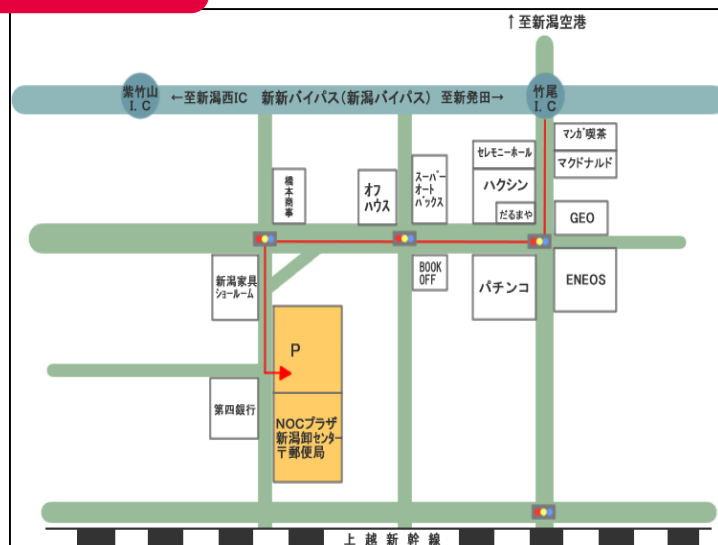 ↑至新潟空港
紫竹山
I.C
←至新潟西IC 新新バイパス(新潟バイパス) 至新発田→
竹尾
I.C
マンガ喫茶
マクドナルド
セレモニーホール
ハクシン
だるまや
GEO
スーパー
オート
バックス
オフ
ハウス
橋本商事
新潟家具
ショールーム
BOOK
OFF
パチンコ
ENEOS
P
第四銀行
NOCプラザ
新潟卸センター
〒郵便局
上越新幹線